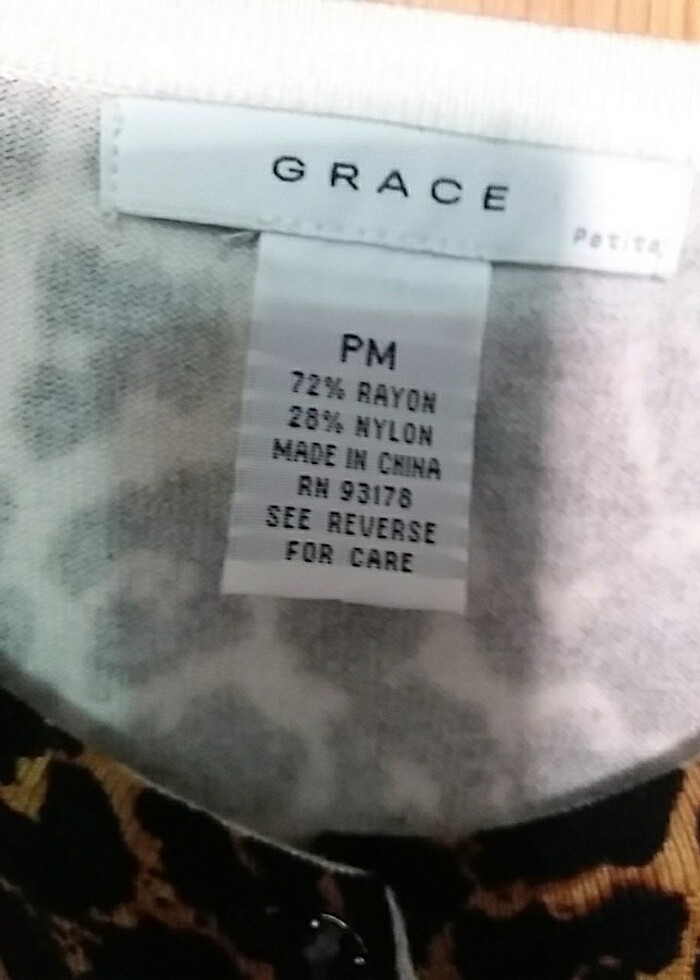 GRACE
Petite
PM
72% RAYON
28% NYLON
MADE IN CHINA
RN 93178
SEE REVERSE
FOR CARE